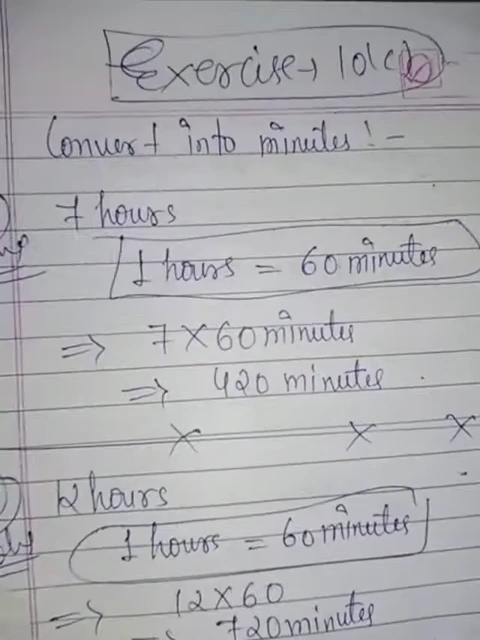 Exercise → 10(c)
Convert into minutes! -
7 hours
1 hours = 60 minutes
⇒ 7 × 60 minutes
⇒ 420 minutes
× × ×
12 hours
1 hours = 60 minutes
⇒ 12 × 60
⇒ 720 minutes